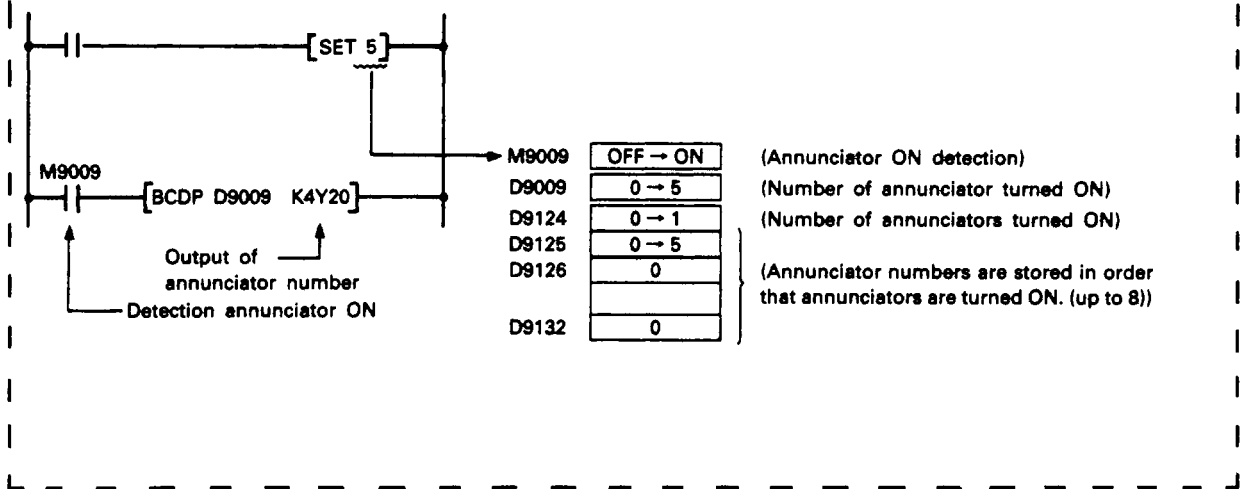 SET 5
M9009 OFF → ON (Annunciator ON detection)
M9009
D9009 0 → 5 (Number of annunciator turned ON)
BCDP D9009 K4Y20
D9124 0 → 1 (Number of annunciators turned ON)
D9125 0 → 5
Output of
annunciator number
D9126 0 (Annunciator numbers are stored in order
that annunciators are turned ON. (up to 8))
Detection annunciator ON
D9132 0